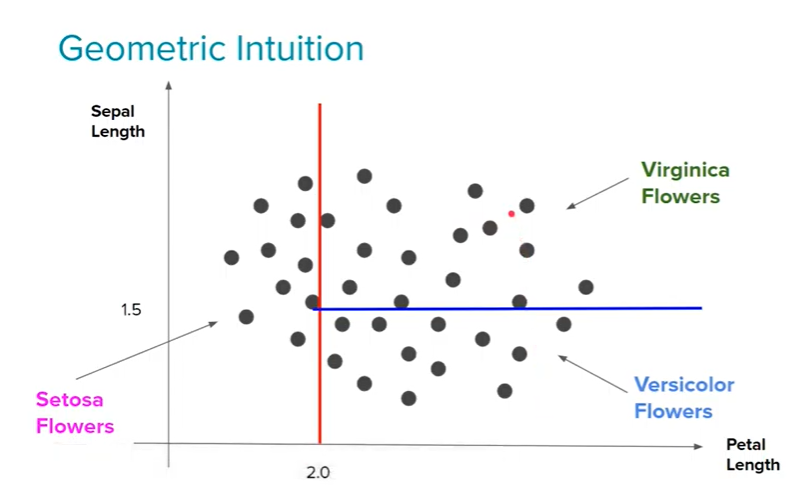 Geometric Intuition
Sepal
Length
Virginica
Flowers
1.5
Setosa
Flowers
Versicolor
Flowers
Petal
Length
2.0